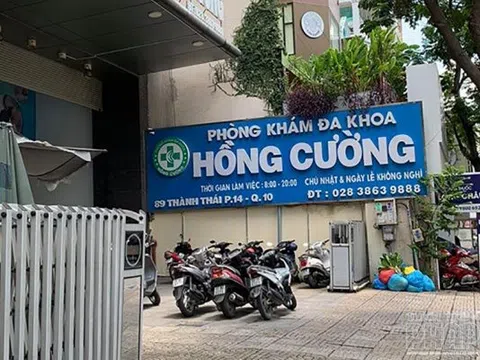 PHÒNG KHÁM ĐA KHOA
HỒNG CƯỜNG
THỜI GIAN LÀM VIỆC : 8:00 - 20:00 CHỦ NHẬT & NGÀY LỄ KHÔNG NGHỈ
89 THÀNH THÁI P.14 - Q.10 ĐT : 028 3863 9888